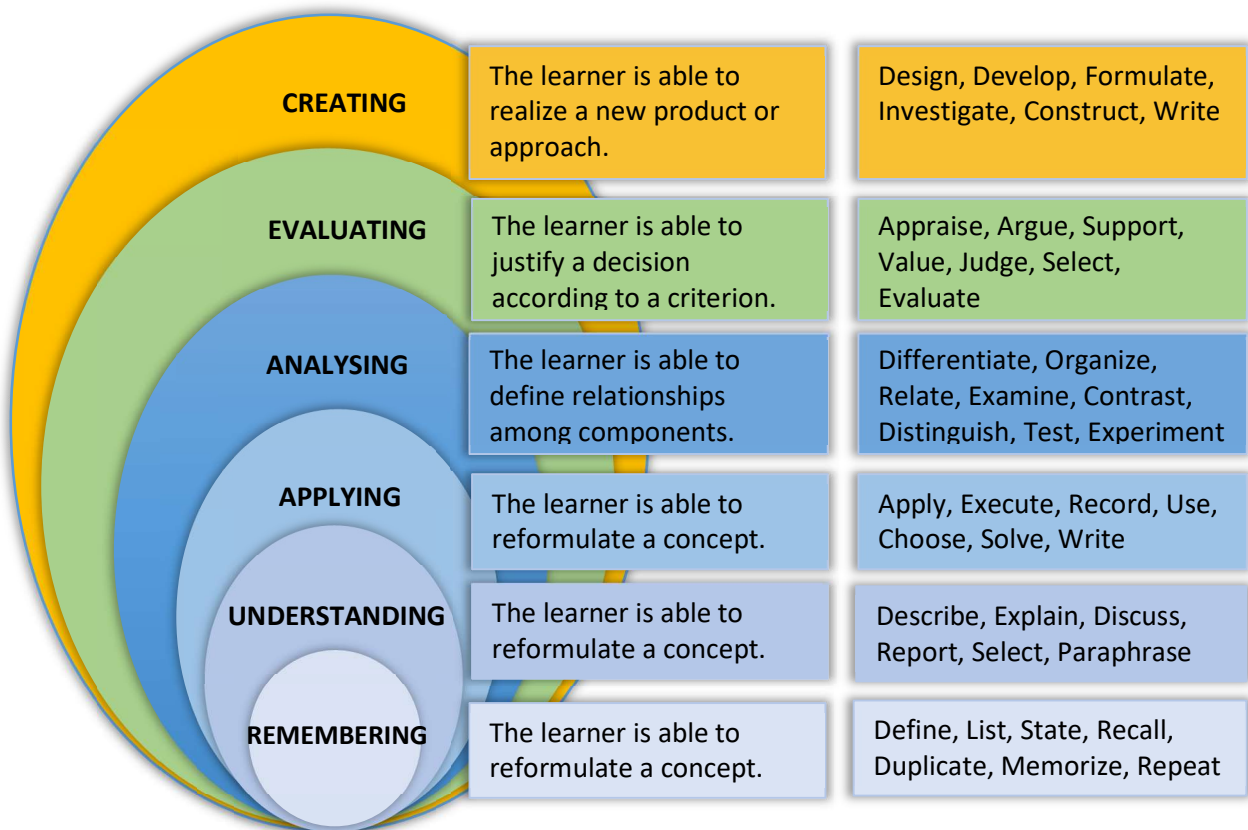 CREATING
The learner is able to
realize a new product or
approach.
Design, Develop, Formulate,
Investigate, Construct, Write
EVALUATING
The learner is able to
justify a decision
according to a criterion.
Appraise, Argue, Support,
Value, Judge, Select,
Evaluate
ANALYSING
The learner is able to
define relationships
among components.
Differentiate, Organize,
Relate, Examine, Contrast,
Distinguish, Test, Experiment
APPLYING
The learner is able to
reformulate a concept.
Apply, Execute, Record, Use,
Choose, Solve, Write
UNDERSTANDING
The learner is able to
reformulate a concept.
Describe, Explain, Discuss,
Report, Select, Paraphrase
REMEMBERING
The learner is able to
reformulate a concept.
Define, List, State, Recall,
Duplicate, Memorize, Repeat